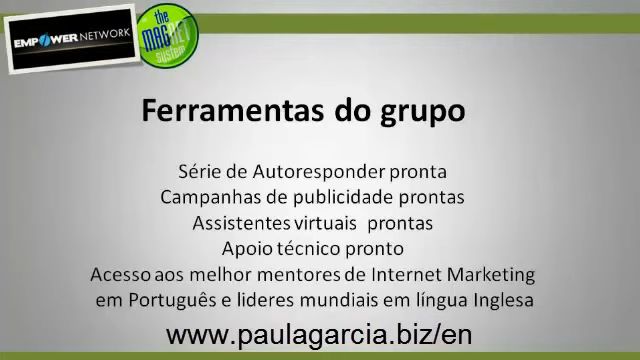 EMPOWER NETWORK
the
MAGNET
system
Ferramentas do grupo
Série de Autoresponder pronta
Campanhas de publicidade prontas
Assistentes virtuais prontas
Apoio técnico pronto
Acesso aos melhor mentores de Internet Marketing
em Português e lideres mundiais em língua Inglesa
www.paulagarcia.biz/en